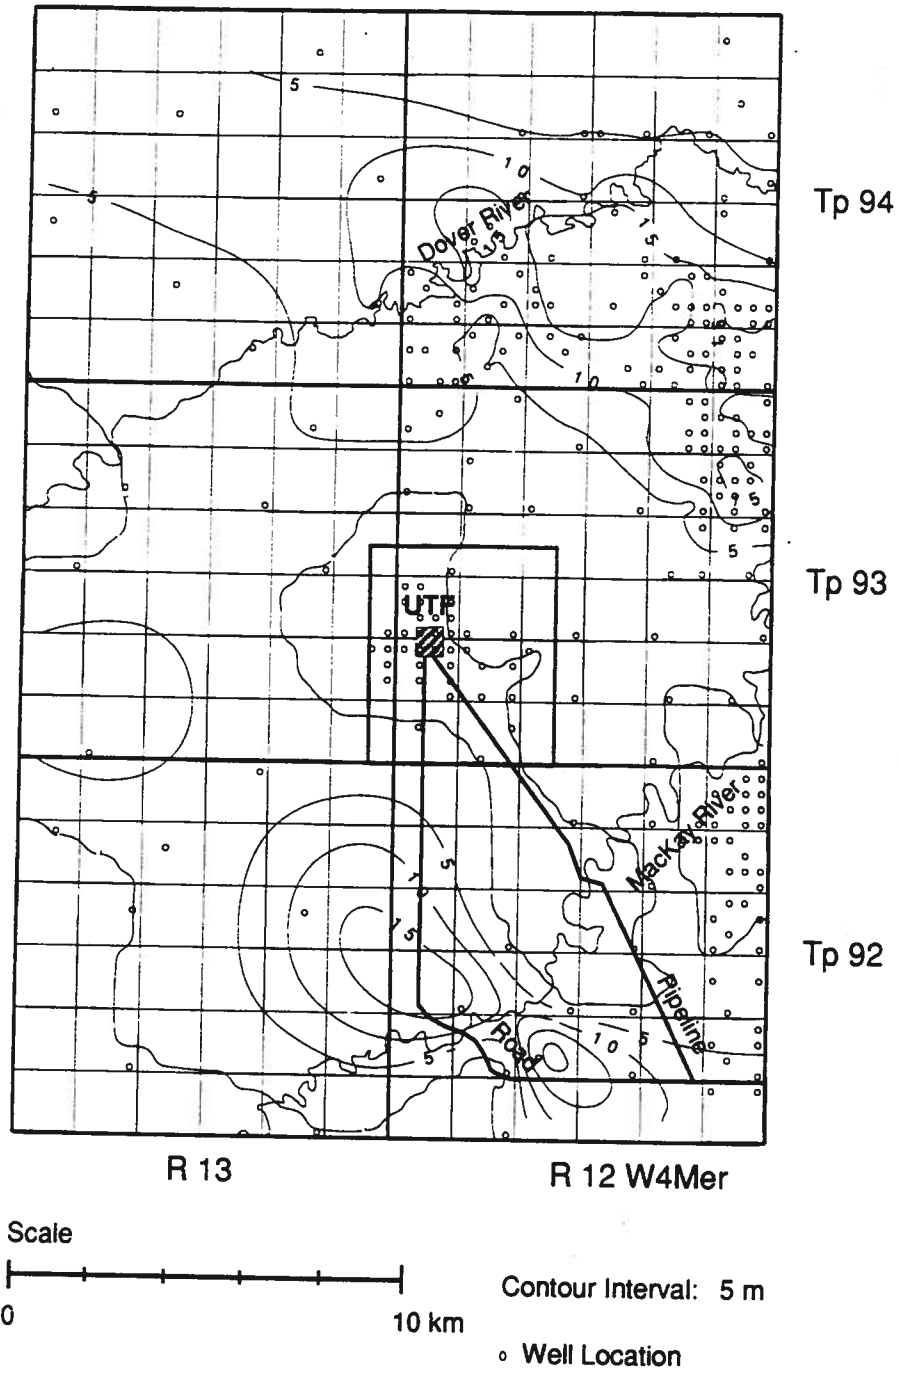 5
10
Tp 94
5
Dover River
15
15
10
5
15
5
Tp 93
UTF
MacKay River
5
10
15
Tp 92
Pipeline
Road
10 5
5
R 13
R 12 W4Mer
Scale
0
10 km
Contour Interval: 5 m
Well Location